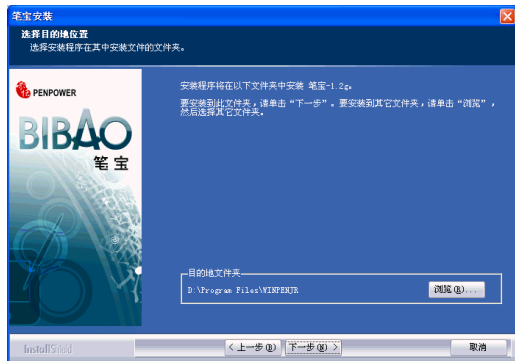 笔宝安装
选择目的地位置
选择安装程序在其中安装文件的文件夹。
PENPOWER
BIBAO
笔宝
安装程序将在以下文件夹中安装 笔宝-1.2g。
要安装到此文件夹，请单击“下一步”。要安装到其它文件夹，请单击“浏览”，
然后选择其它文件夹。
目的地文件夹
D:\Program Files\WINPENJR
浏览(R)...
InstallShield
< 上一步(B)
下一步(N) >
取消